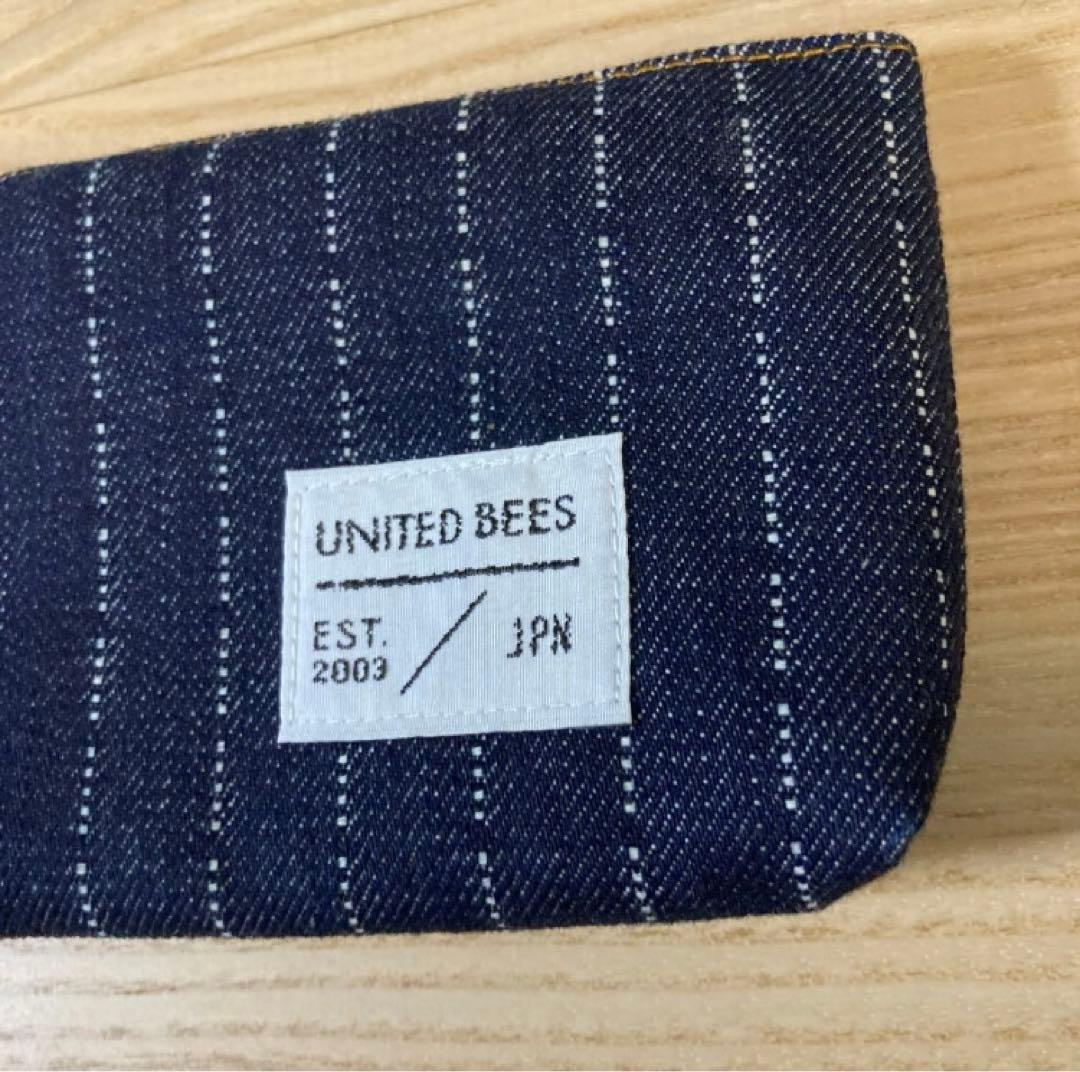 UNITED BEES
EST. / JPN
2003